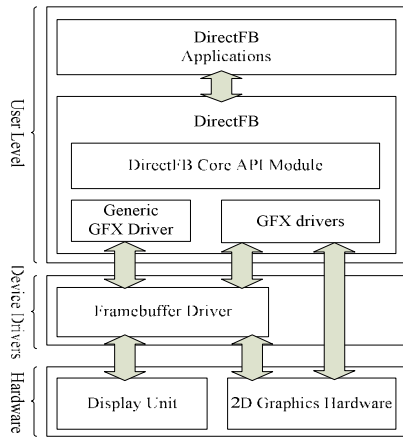 User Level
DirectFB
Applications
DirectFB
DirectFB Core API Module
Generic
GFX Driver
GFX drivers
Device Drivers
Framebuffer Driver
Hardware
Display Unit
2D Graphics Hardware